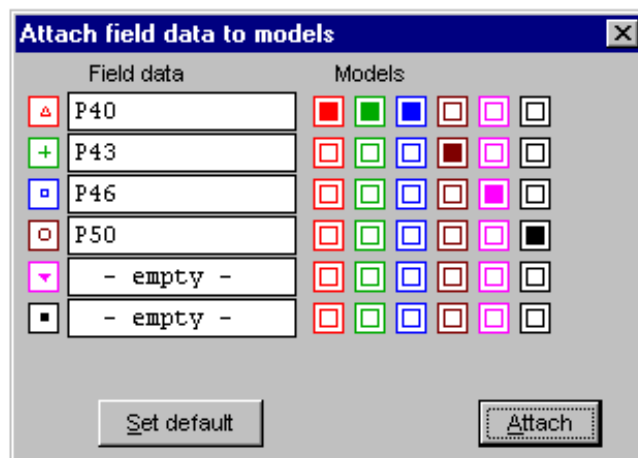 Attach field data to models
Field data Models
P40
P43
P46
P50
- empty -
- empty -
Set default Attach